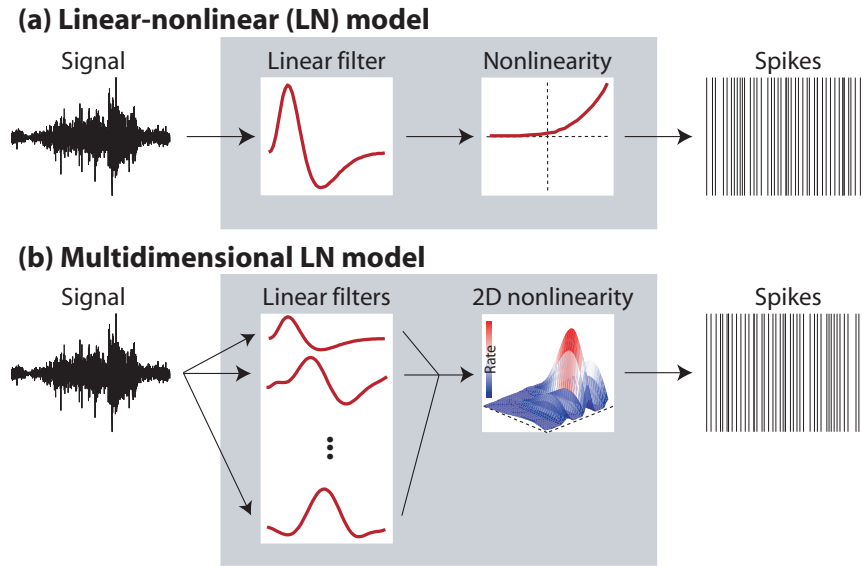 (a) Linear-nonlinear (LN) model
Signal
Linear filter
Nonlinearity
Spikes
(b) Multidimensional LN model
Signal
Linear filters
2D nonlinearity
Spikes
Rate